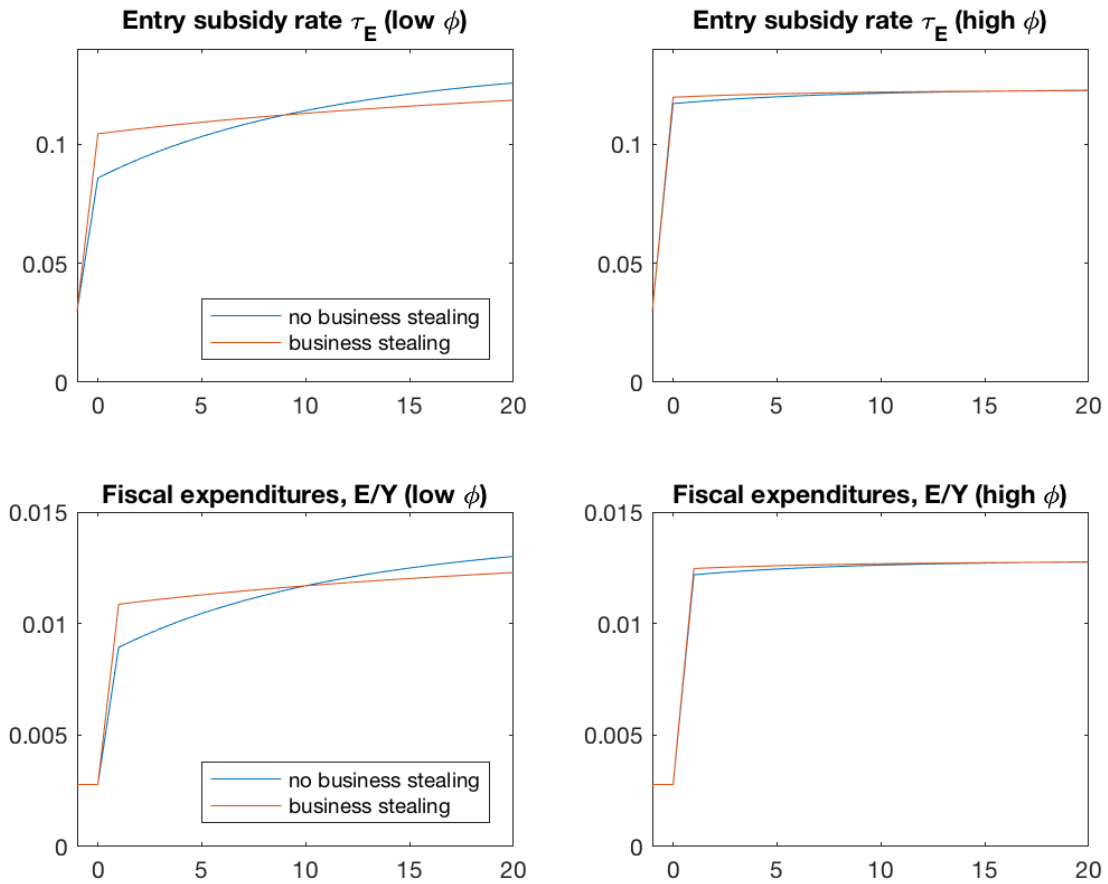 Entry subsidy rate τE (low ϕ)
0.1
0.05
0
0 5 10 15 20
no business stealing
business stealing
Entry subsidy rate τE (high ϕ)
0.1
0.05
0
0 5 10 15 20
Fiscal expenditures, E/Y (low ϕ)
0.015
0.01
0.005
0
0 5 10 15 20
no business stealing
business stealing
Fiscal expenditures, E/Y (high ϕ)
0.015
0.01
0.005
0
0 5 10 15 20